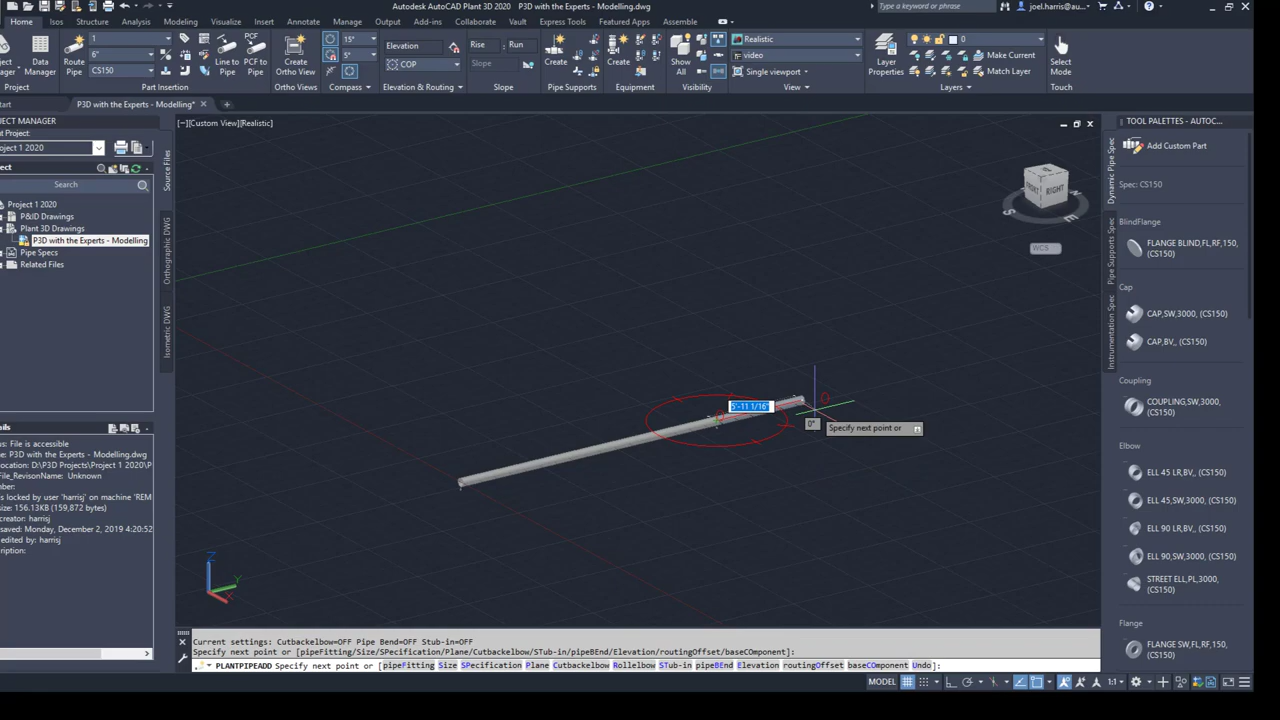 Autodesk AutoCAD Plant 3D 2020 P3D with the Experts - Modelling.dwg
Type a keyword or phrase
joel.harris@au...
Home Isos Structure Analysis Modeling Visualize Insert Annotate Manage Output Add-ins Collaborate Vault Express Tools Featured Apps Assemble
Data Manager
Project
Route Pipe
1
6"
CS150
Line to Pipe
PCF to Pipe
Part Insertion
Create Ortho View
Ortho Views
15°
5°
Compass
Elevation
COP
Elevation & Routing
Rise
Run
Slope
Slope
Create
Pipe Supports
Create
Equipment
Show All
Visibility
Realistic
video
Single viewport
View
Layer Properties
0
Make Current
Match Layer
Layers
Select Mode
Touch
P3D with the Experts - Modelling*
ROJECT MANAGER
nt Project:
roject 1 2020
Search
Project 1 2020
P&ID Drawings
Plant 3D Drawings
P3D with the Experts - Modelling
Pipe Specs
Related Files
Source Files
Orthographic DWG
Isometric DWG
us: File is accessible
e: P3D with the Experts - Modelling.dwg
location: D:\P3D Projects\Project 1 2020\P
File_RevisonName: Unknown
is locked by user 'harrisj' on machine 'REM
size: 156.13KB (159,872 bytes)
creator: harrisj
saved: Monday, December 2, 2019 4:20:52
edited by: harrisj
cription:
[−][Custom View][Realistic]
FRONT
RIGHT
S
E
WCS
5'-11 1/16"
0°
Specify next point or
Z
Y
X
Current settings: Cutbackelbow=OFF Pipe Bend=OFF Stub-in=OFF
Specify next point or [pipeFitting/Size/SPecification/Plane/Cutbackelbow/STub-in/pipeBEnd/Elevation/routingOffset/baseCOmponent]:
PLANTPIPEADD Specify next point or [pipeFitting Size SPecification Plane Cutbackelbow Rollelbow STub-in pipeBEnd Elevation routingOffset baseCOmponent Undo]:
MODEL
1:1
TOOL PALETTES - AUTOC...
Dynamic Pipe Spec
Pipe Supports Spec
Instrumentation Spec
Add Custom Part
Spec: CS150
BlindFlange
FLANGE BLIND,FL,RF,150,
(CS150)
Cap
CAP,SW,3000, (CS150)
CAP,BV,, (CS150)
Coupling
COUPLING,SW,3000,
(CS150)
Elbow
ELL 45 LR,BV,, (CS150)
ELL 45,SW,3000, (CS150)
ELL 90 LR,BV,, (CS150)
ELL 90,SW,3000, (CS150)
STREET ELL,PL,3000,
(CS150)
Flange
FLANGE SW,FL,RF,150,
(CS150)